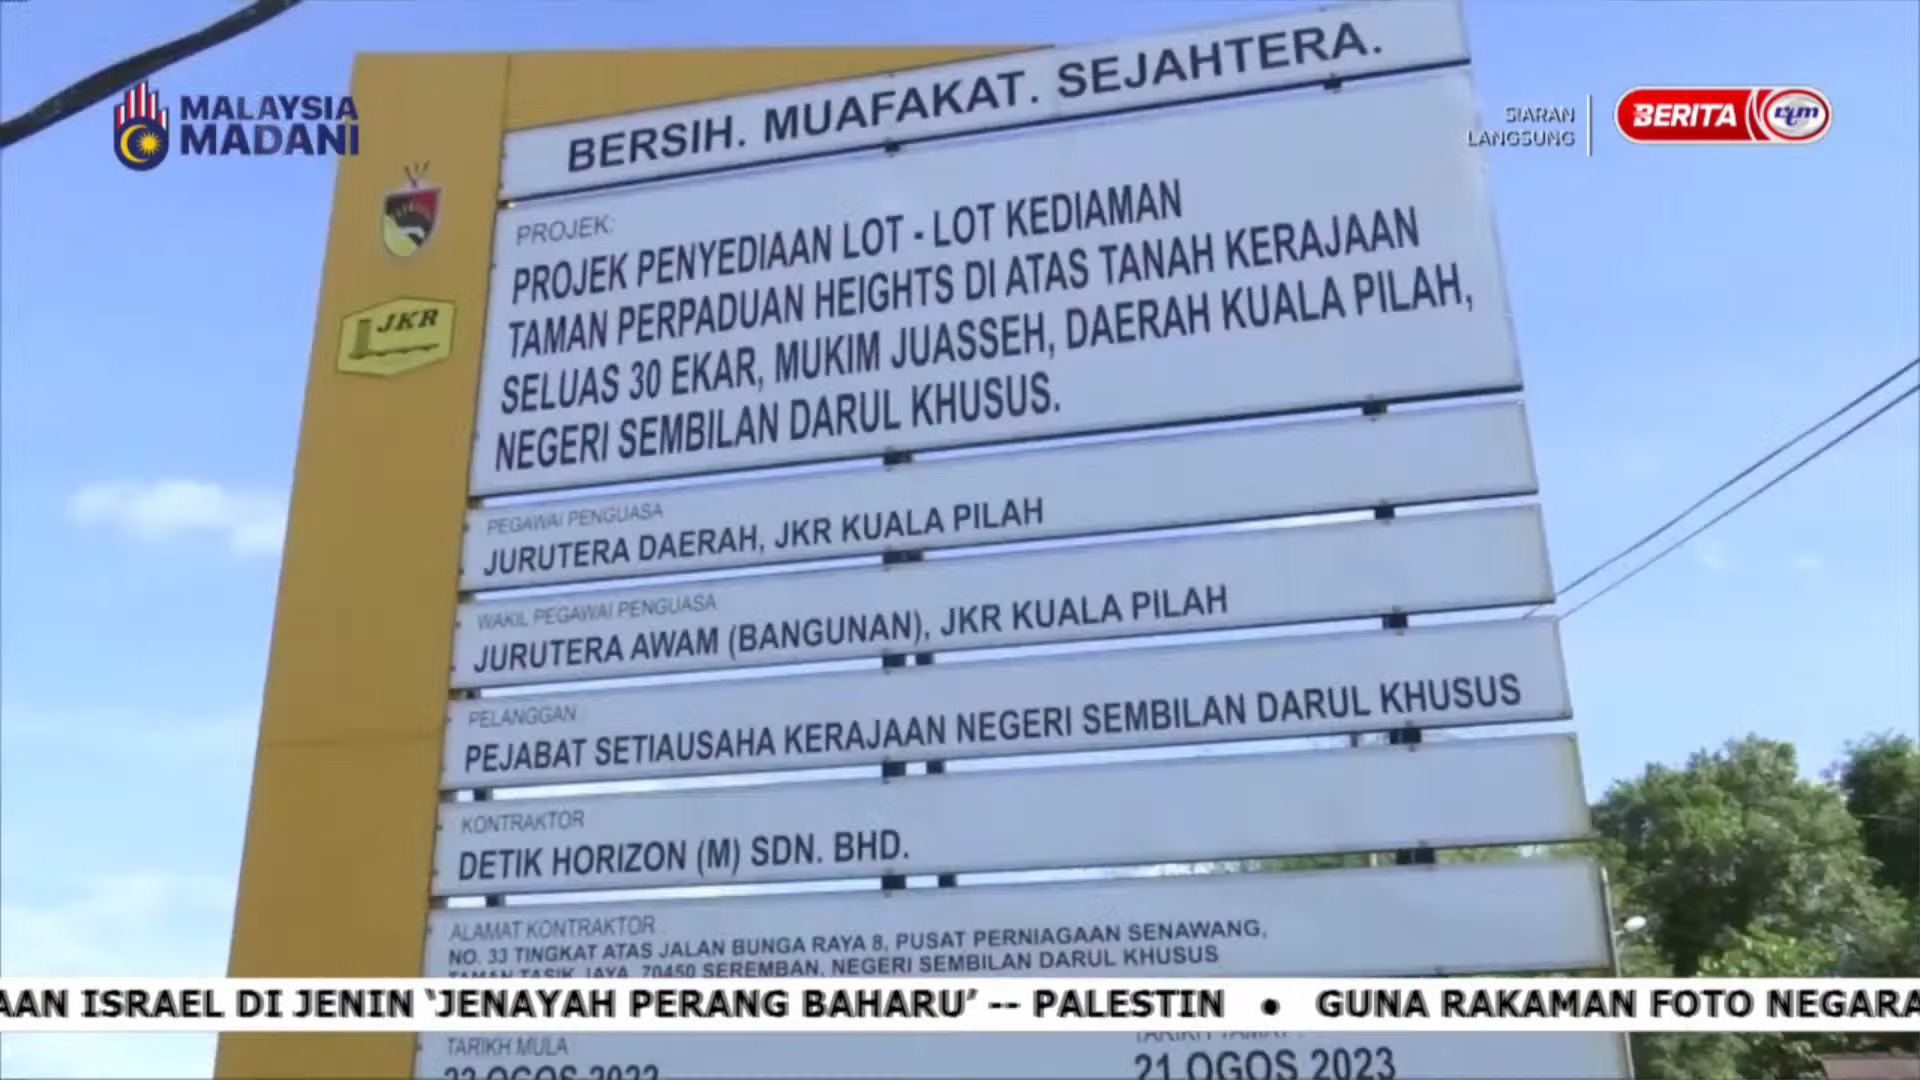 MALAYSIA
MADANI
SIARAN
LANGSUNG
BERITA rtm
BERSIH. MUAFAKAT. SEJAHTERA.
JKR
PROJEK:
PROJEK PENYEDIAAN LOT - LOT KEDIAMAN
TAMAN PERPADUAN HEIGHTS DI ATAS TANAH KERAJAAN
SELUAS 30 EKAR, MUKIM JUASSEH, DAERAH KUALA PILAH,
NEGERI SEMBILAN DARUL KHUSUS.
PEGAWAI PENGUASA
JURUTERA DAERAH, JKR KUALA PILAH
WAKIL PEGAWAI PENGUASA
JURUTERA AWAM (BANGUNAN), JKR KUALA PILAH
PELANGGAN
PEJABAT SETIAUSAHA KERAJAAN NEGERI SEMBILAN DARUL KHUSUS
KONTRAKTOR
DETIK HORIZON (M) SDN. BHD.
ALAMAT KONTRAKTOR
NO. 33 TINGKAT ATAS JALAN BUNGA RAYA 8, PUSAT PERNIAGAAN SENAWANG,
TAMAN TASIK JAYA, 70450 SEREMBAN, NEGERI SEMBILAN DARUL KHUSUS
AAN ISRAEL DI JENIN ‘JENAYAH PERANG BAHARU’ -- PALESTIN • GUNA RAKAMAN FOTO NEGARA
TARIKH MULA
OGOS 2022
21 OGOS 2023